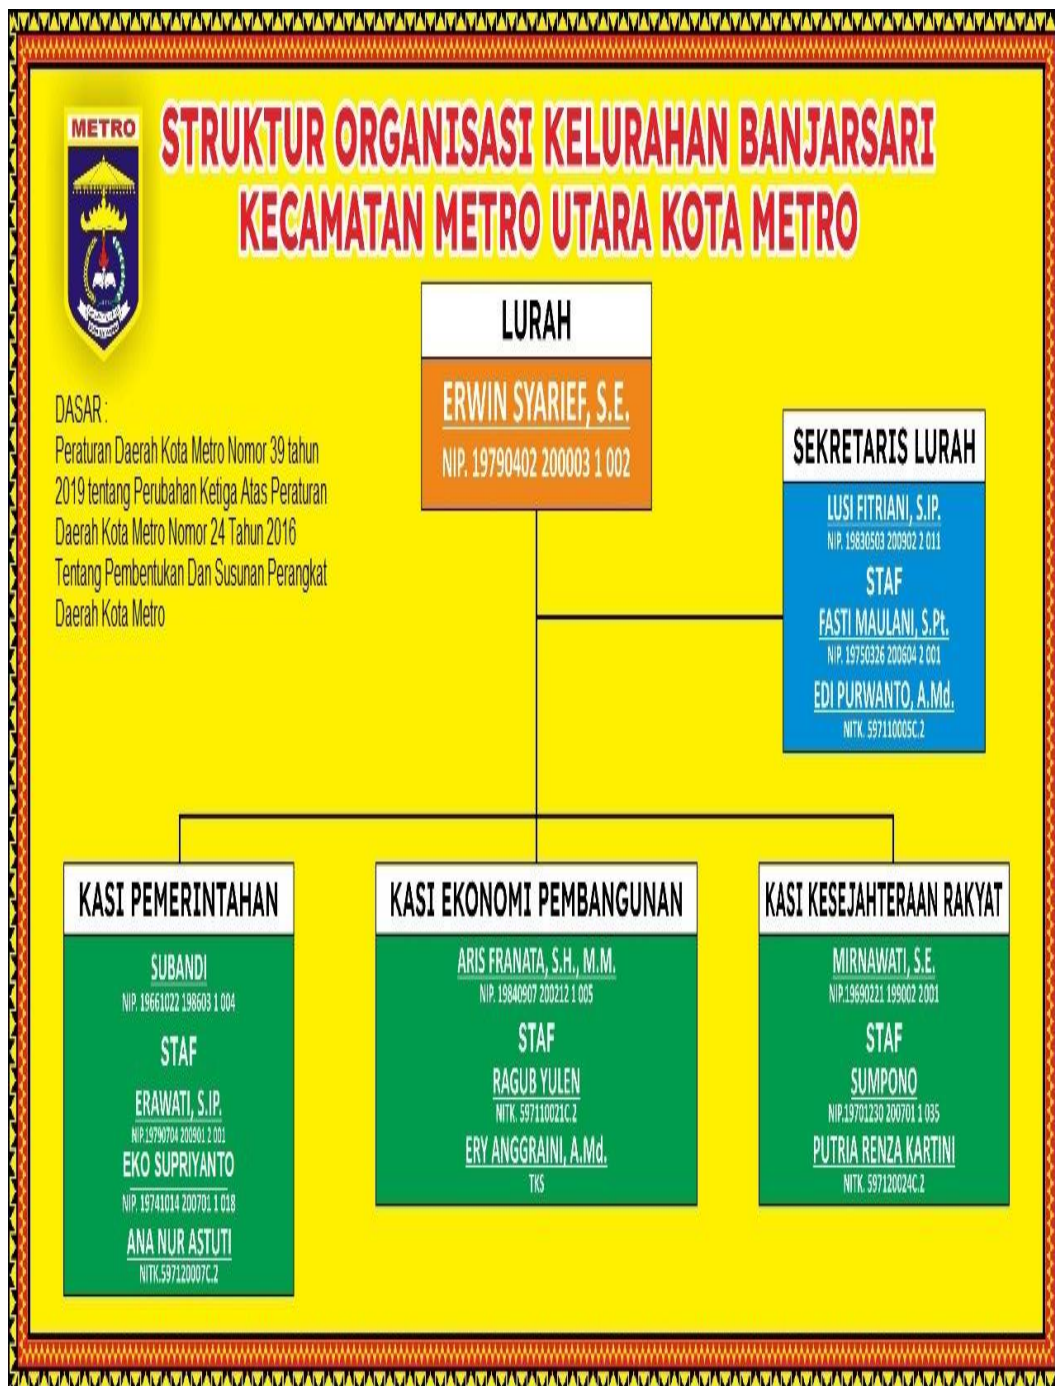 METRO
STRUKTUR ORGANISASI KELURAHAN BANJARSARI
KECAMATAN METRO UTARA KOTA METRO
DASAR :
Peraturan Daerah Kota Metro Nomor 39 tahun
2019 tentang Perubahan Ketiga Atas Peraturan
Daerah Kota Metro Nomor 24 Tahun 2016
Tentang Pembentukan Dan Susunan Perangkat
Daerah Kota Metro
LURAH
ERWIN SYARIEF, S.E.
NIP. 19790402 200003 1 002
SEKRETARIS LURAH
LUSI FITRIANI, S.IP.
NIP. 19830503 200902 2 011
STAF
FASTI MAULANI, S.Pt.
NIP. 19750326 200604 2 001
EDI PURWANTO, A.Md.
NITK. 597110005C.2
KASI PEMERINTAHAN
SUBANDI
NIP. 19661022 198603 1 004
STAF
ERAWATI, S.IP.
NIP.19790704 200901 2 001
EKO SUPRIYANTO
NIP. 19741014 200701 1 018
ANA NUR ASTUTI
NITK.597120007C.2
KASI EKONOMI PEMBANGUNAN
ARIS FRANATA, S.H., M.M.
NIP. 19840907 200212 1 005
STAF
RAGUB YULEN
NITK. 597110021C.2
ERY ANGGRAINI, A.Md.
TKS
KASI KESEJAHTERAAN RAKYAT
MIRNAWATI, S.E.
NIP.19690221 199002 2001
STAF
SUMPONO
NIP.19701230 200701 1 035
PUTRIA RENZA KARTINI
NITK. 597120024C.2